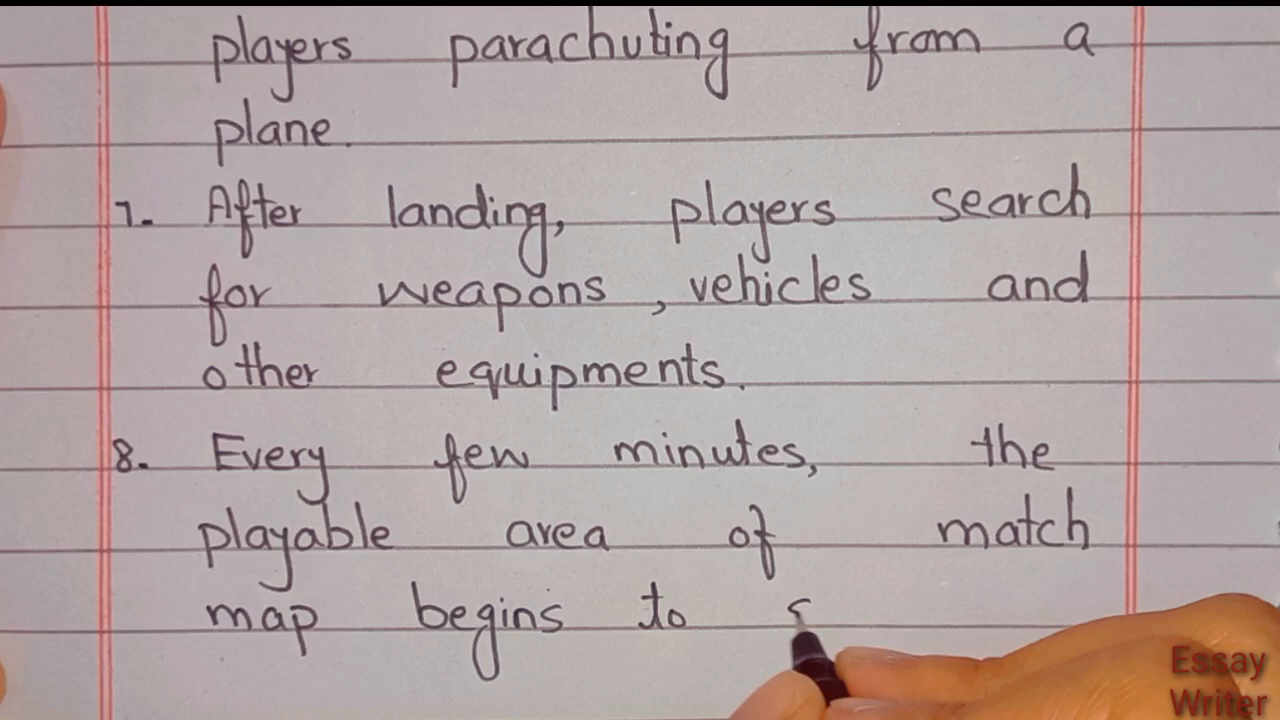 players parachuting from a
plane.
7. After landing, players search
for weapons, vehicles and
other equipments.
8. Every few minutes, the
playable area of match
map begins to s
Essay
Writer